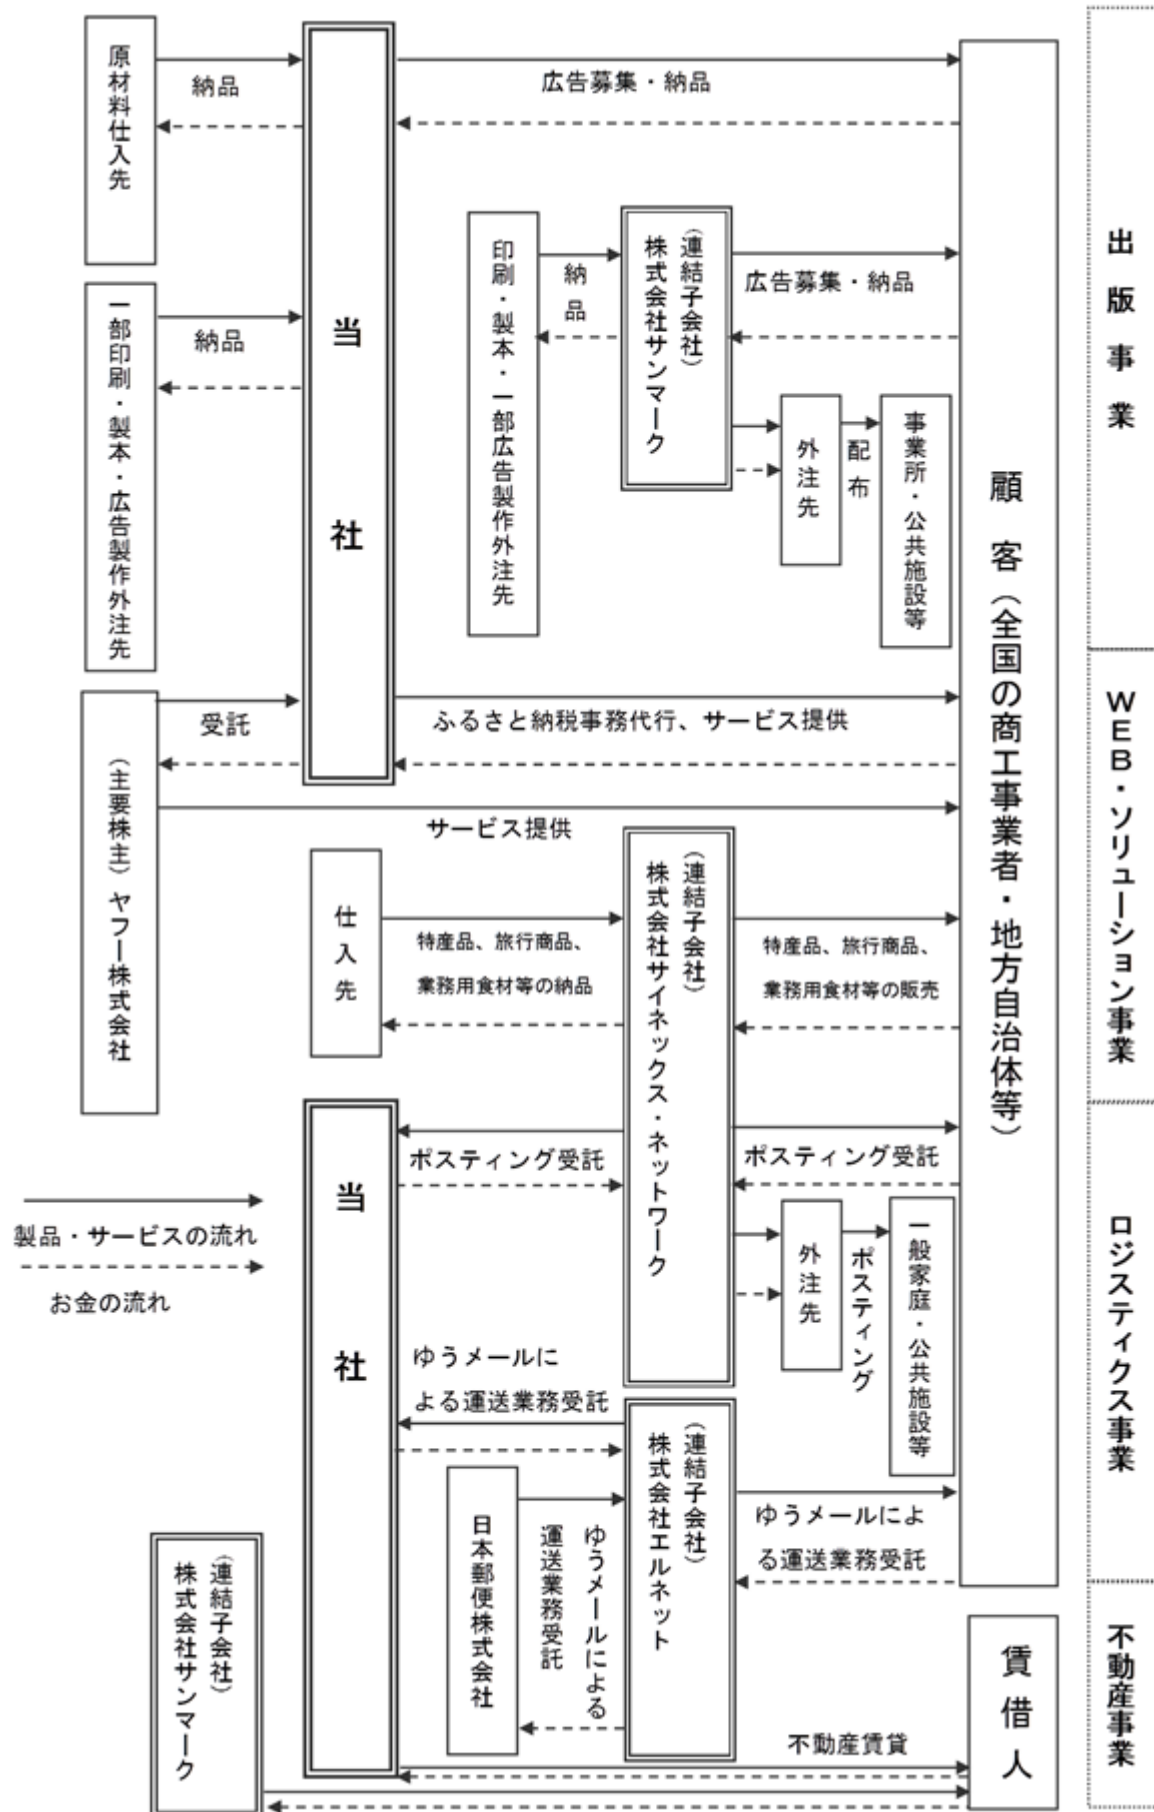 原材料仕入先
納品
当社
広告募集・納品
一部印刷・製本・広告製作外注先
納品
印刷・製本・一部広告製作外注先
納品
(連結子会社)
株式会社サンマーク
広告募集・納品
外注先
配布
事業所・公共施設等
顧客(全国の商工事業者・地方自治体等)
出版事業
(主要株主)ヤフー株式会社
受託
ふるさと納税事務代行、サービス提供
サービス提供
仕入先
特産品、旅行商品、
業務用食材等の納品
(連結子会社)
株式会社サイネックス・ネットワーク
特産品、旅行商品、
業務用食材等の販売
WEB・ソリューション事業
製品・サービスの流れ
お金の流れ
当社
ポスティング受託
ポスティング受託
外注先
ポスティング
一般家庭・公共施設等
ゆうメールに
よる運送業務受託
(連結子会社)
株式会社エルネット
日本郵便株式会社
ゆうメールによる
運送業務受託
ゆうメールによ
る運送業務受託
ロジスティクス事業
(連結子会社)
株式会社サンマーク
不動産賃貸
賃借人
不動産事業